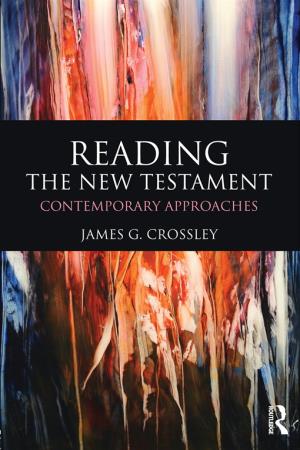 READING
THE NEW TESTAMENT
CONTEMPORARY APPROACHES
JAMES G. CROSSLEY
ROUTLEDGE